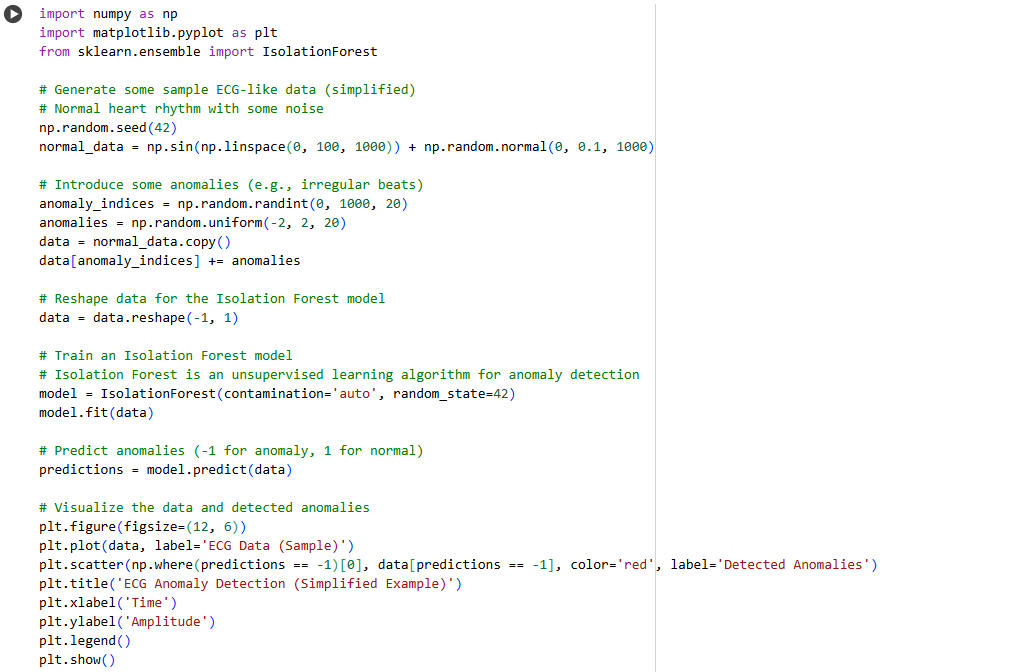 import numpy as np
import matplotlib.pyplot as plt
from sklearn.ensemble import IsolationForest

# Generate some sample ECG-like data (simplified)
# Normal heart rhythm with some noise
np.random.seed(42)
normal_data = np.sin(np.linspace(0, 100, 1000)) + np.random.normal(0, 0.1, 1000)

# Introduce some anomalies (e.g., irregular beats)
anomaly_indices = np.random.randint(0, 1000, 20)
anomalies = np.random.uniform(-2, 2, 20)
data = normal_data.copy()
data[anomaly_indices] += anomalies

# Reshape data for the Isolation Forest model
data = data.reshape(-1, 1)

# Train an Isolation Forest model
# Isolation Forest is an unsupervised learning algorithm for anomaly detection
model = IsolationForest(contamination='auto', random_state=42)
model.fit(data)

# Predict anomalies (-1 for anomaly, 1 for normal)
predictions = model.predict(data)

# Visualize the data and detected anomalies
plt.figure(figsize=(12, 6))
plt.plot(data, label='ECG Data (Sample)')
plt.scatter(np.where(predictions == -1)[0], data[predictions == -1], color='red', label='Detected Anomalies')
plt.title('ECG Anomaly Detection (Simplified Example)')
plt.xlabel('Time')
plt.ylabel('Amplitude')
plt.legend()
plt.show()